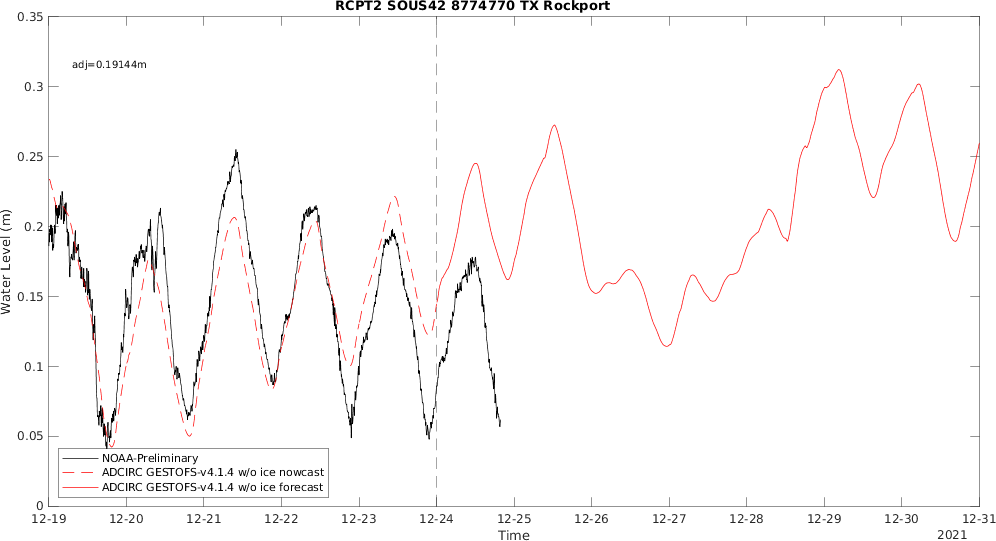 RCPT2 SOUS42 8774770 TX Rockport
0.35
adj=0.19144m
0.3
0.25
0.2
0.15
0.1
0.05
0
Water Level (m)
NOAA-Preliminary
ADCIRC GESTOFS-v4.1.4 w/o ice nowcast
ADCIRC GESTOFS-v4.1.4 w/o ice forecast
12-19 12-20 12-21 12-22 12-23 12-24 12-25 12-26 12-27 12-28 12-29 12-30 12-31
Time
2021